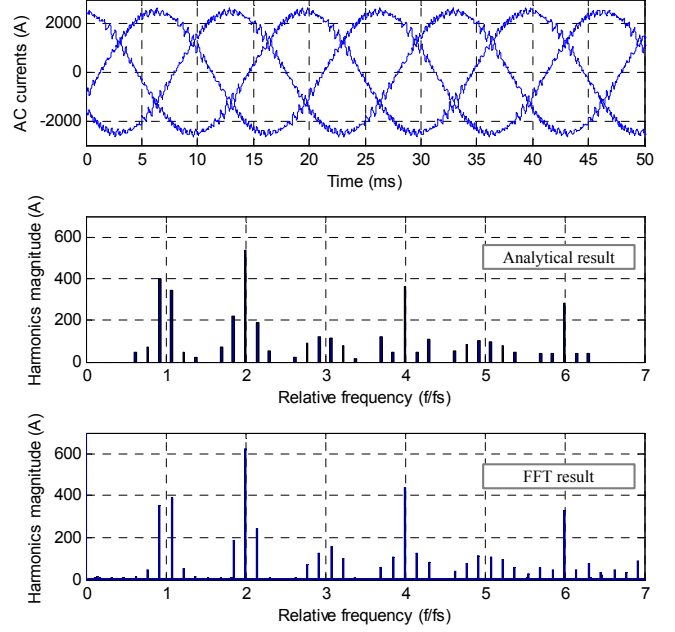 AC currents (A)
2000
0
-2000
0 5 10 15 20 25 30 35 40 45 50
Time (ms)
Harmonics magnitude (A)
600
400
200
0
Analytical result
0 1 2 3 4 5 6 7
Relative frequency (f/fs)
Harmonics magnitude (A)
600
400
200
0
FFT result
0 1 2 3 4 5 6 7
Relative frequency (f/fs)